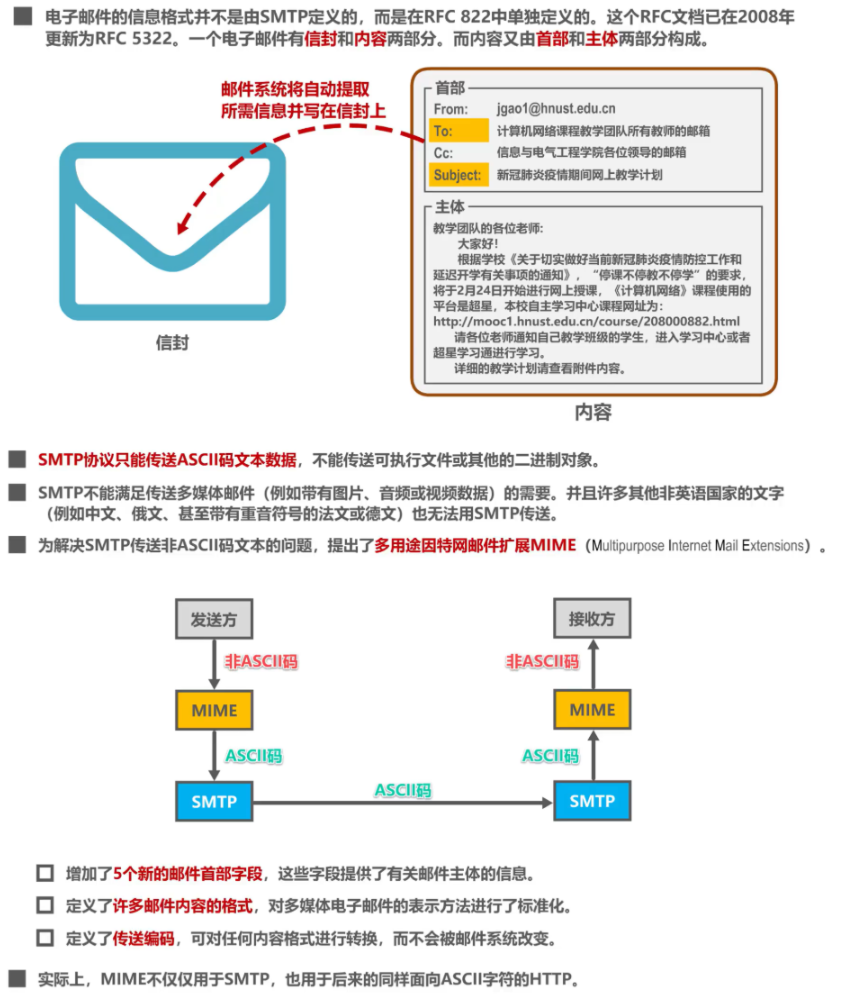 电子邮件的信息格式并不是由SMTP定义的，而是在RFC 822中单独定义的。这个RFC文档已在2008年
更新为RFC 5322。一个电子邮件有信封和内容两部分。而内容又由首部和主体两部分构成。
邮件系统将自动提取
所需信息并写在信封上
信封
首部
From: jgao1@hnust.edu.cn
To: 计算机网络课程教学团队所有教师的邮箱
Cc: 信息与电气工程学院各位领导的邮箱
Subject: 新冠肺炎疫情期间网上教学计划
主体
教学团队的各位老师:
大家好！
根据学校《关于切实做好当前新冠肺炎疫情防控工作和
延迟开学有关事项的通知》，“停课不停教不停学”的要求，
将于2月24日开始进行网上授课，《计算机网络》课程使用的
平台是超星，本校自主学习中心课程网址为：
http://mooc1.hnust.edu.cn/course/208000882.html
请各位老师通知自己教学班级的学生，进入学习中心或者
超星学习通进行学习。
详细的教学计划请查看附件内容。
内容
SMTP协议只能传送ASCII码文本数据，不能传送可执行文件或其他的二进制对象。
SMTP不能满足传送多媒体邮件（例如带有图片、音频或视频数据）的需要。并且许多其他非英语国家的文字
（例如中文、俄文、甚至带有重音符号的法文或德文）也无法用SMTP传送。
为解决SMTP传送非ASCII码文本的问题，提出了多用途因特网邮件扩展MIME（Multipurpose Internet Mail Extensions）。
发送方
接收方
非ASCII码
非ASCII码
MIME
MIME
ASCII码
ASCII码
SMTP
ASCII码
SMTP
增加了5个新的邮件首部字段，这些字段提供了有关邮件主体的信息。
定义了许多邮件内容的格式，对多媒体电子邮件的表示方法进行了标准化。
定义了传送编码，可对任何内容格式进行转换，而不会被邮件系统改变。
实际上，MIME不仅仅用于SMTP，也用于后来的同样面向ASCII字符的HTTP。